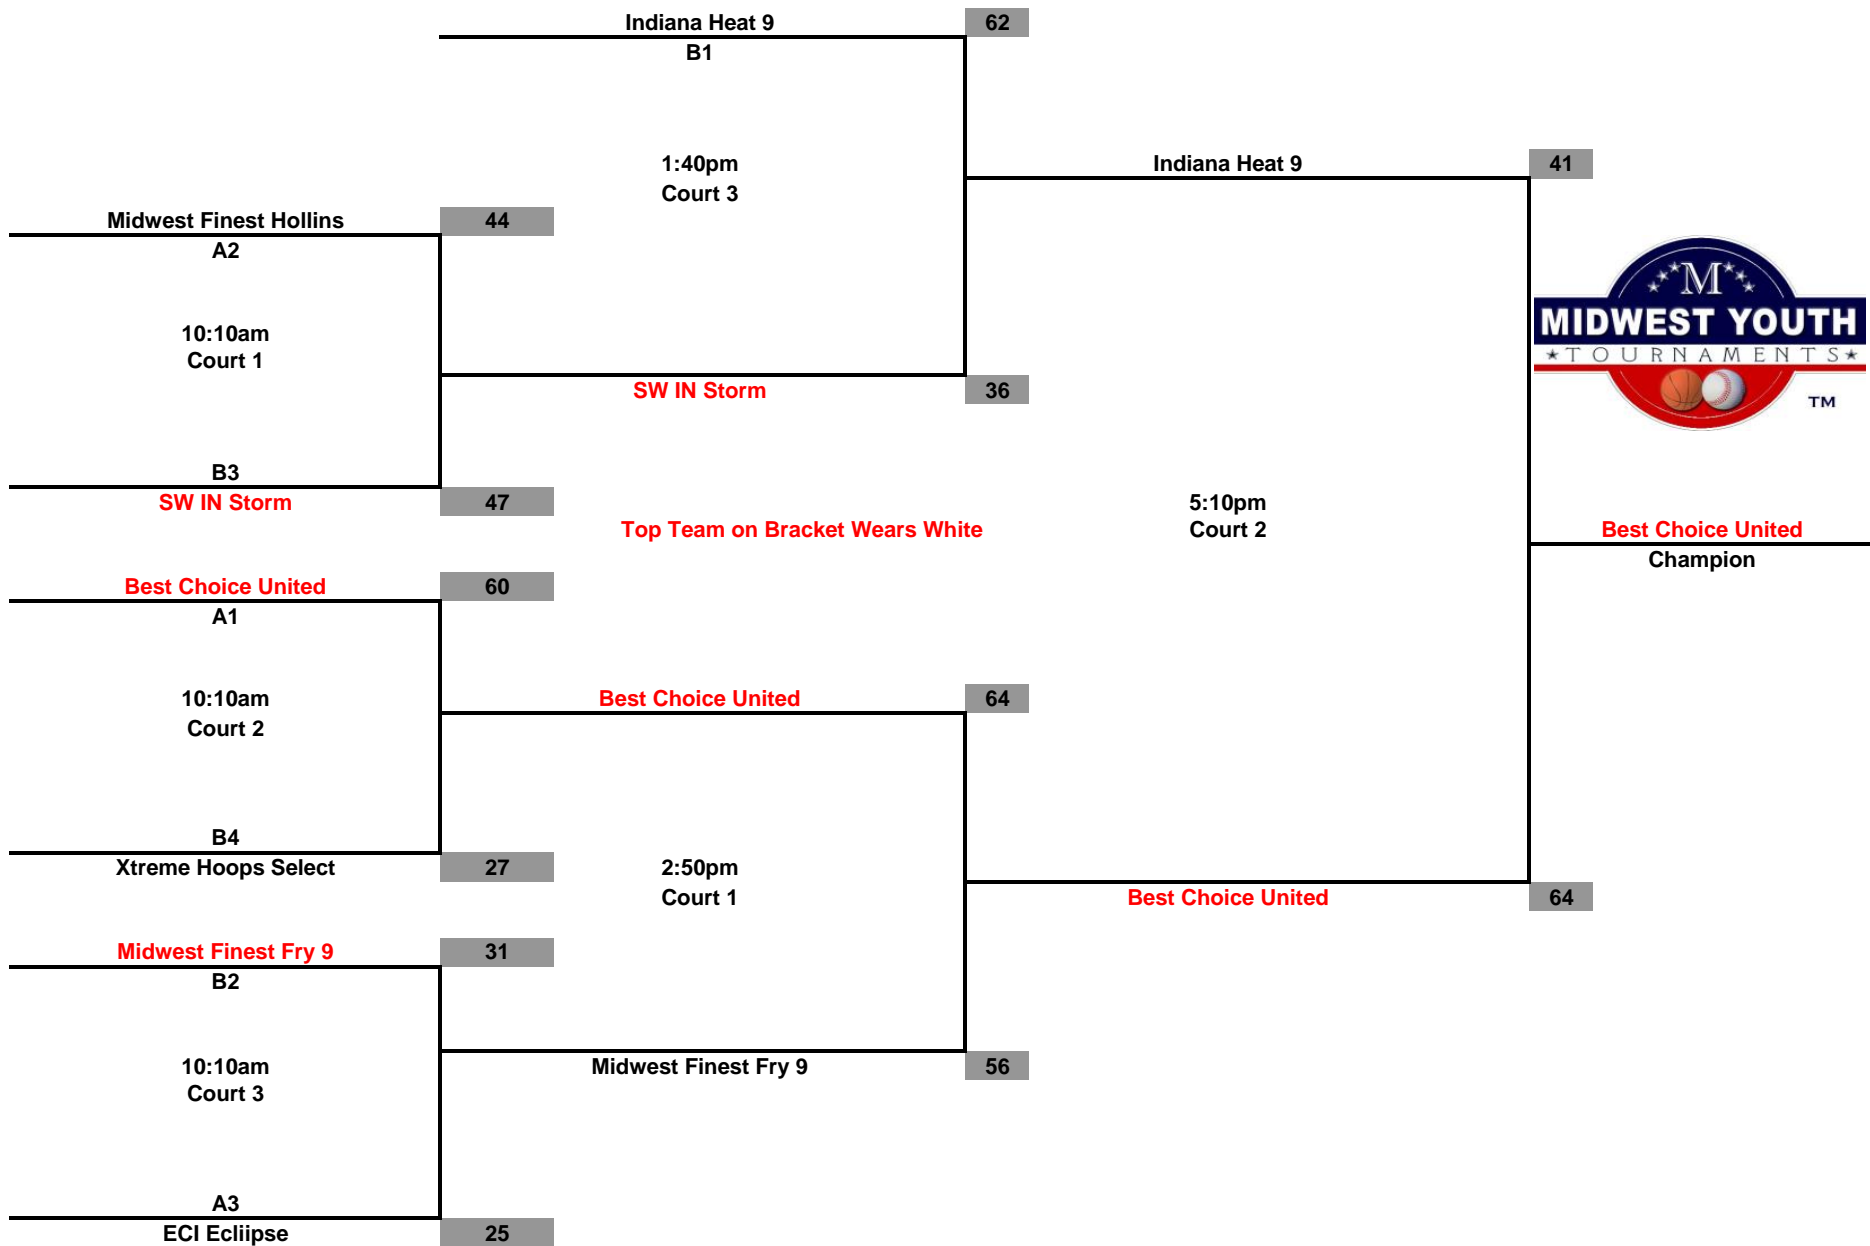 Indiana Heat 9 62
B1
1:40pm
Court 3
Indiana Heat 9 41
Midwest Finest Hollins 44
A2
10:10am
Court 1
M
MIDWEST YOUTH
TOURNAMENTS
TM
SW IN Storm 36
B3
SW IN Storm 47
Top Team on Bracket Wears White
5:10pm
Court 2
Best Choice United
Champion
Best Choice United 60
A1
10:10am
Court 2
Best Choice United 64
B4
Xtreme Hoops Select 27
2:50pm
Court 1
Best Choice United 64
Midwest Finest Fry 9 31
B2
10:10am
Court 3
Midwest Finest Fry 9 56
A3
ECI Ecliipse 25